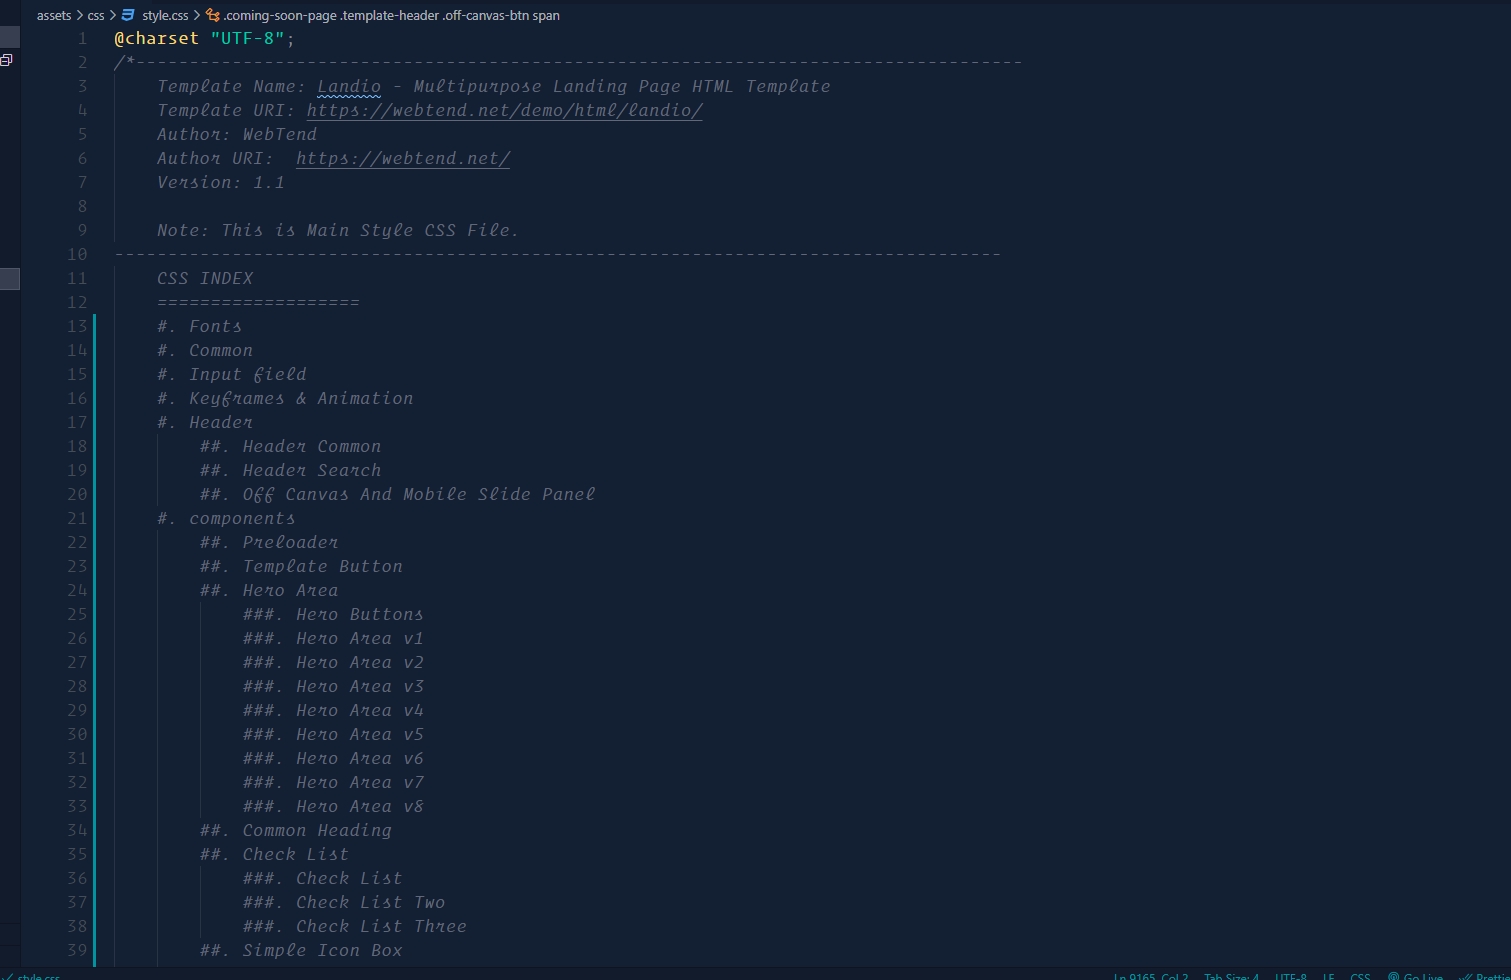 assets > css > style.css > .coming-soon-page .template-header .off-canvas-btn span
1 @charset "UTF-8";
2 /*-----------------------------------------------------------------------------------
3 Template Name: Landio - Multipurpose Landing Page HTML Template
4 Template URI: https://webtend.net/demo/html/landio/
5 Author: WebTend
6 Author URI:  https://webtend.net/
7 Version: 1.1
8
9 Note: This is Main Style CSS File.
10 -----------------------------------------------------------------------------------
11 CSS INDEX
12 ===================
13 #. Fonts
14 #. Common
15 #. Input field
16 #. Keyframes & Animation
17 #. Header
18 ##. Header Common
19 ##. Header Search
20 ##. Off Canvas And Mobile Slide Panel
21 #. components
22 ##. Preloader
23 ##. Template Button
24 ##. Hero Area
25 ###. Hero Buttons
26 ###. Hero Area v1
27 ###. Hero Area v2
28 ###. Hero Area v3
29 ###. Hero Area v4
30 ###. Hero Area v5
31 ###. Hero Area v6
32 ###. Hero Area v7
33 ###. Hero Area v8
34 ##. Common Heading
35 ##. Check List
36 ###. Check List
37 ###. Check List Two
38 ###. Check List Three
39 ##. Simple Icon Box
style.css Ln 9165, Col 2 Tab Size: 4 UTF-8 LF CSS Go Live Prettie